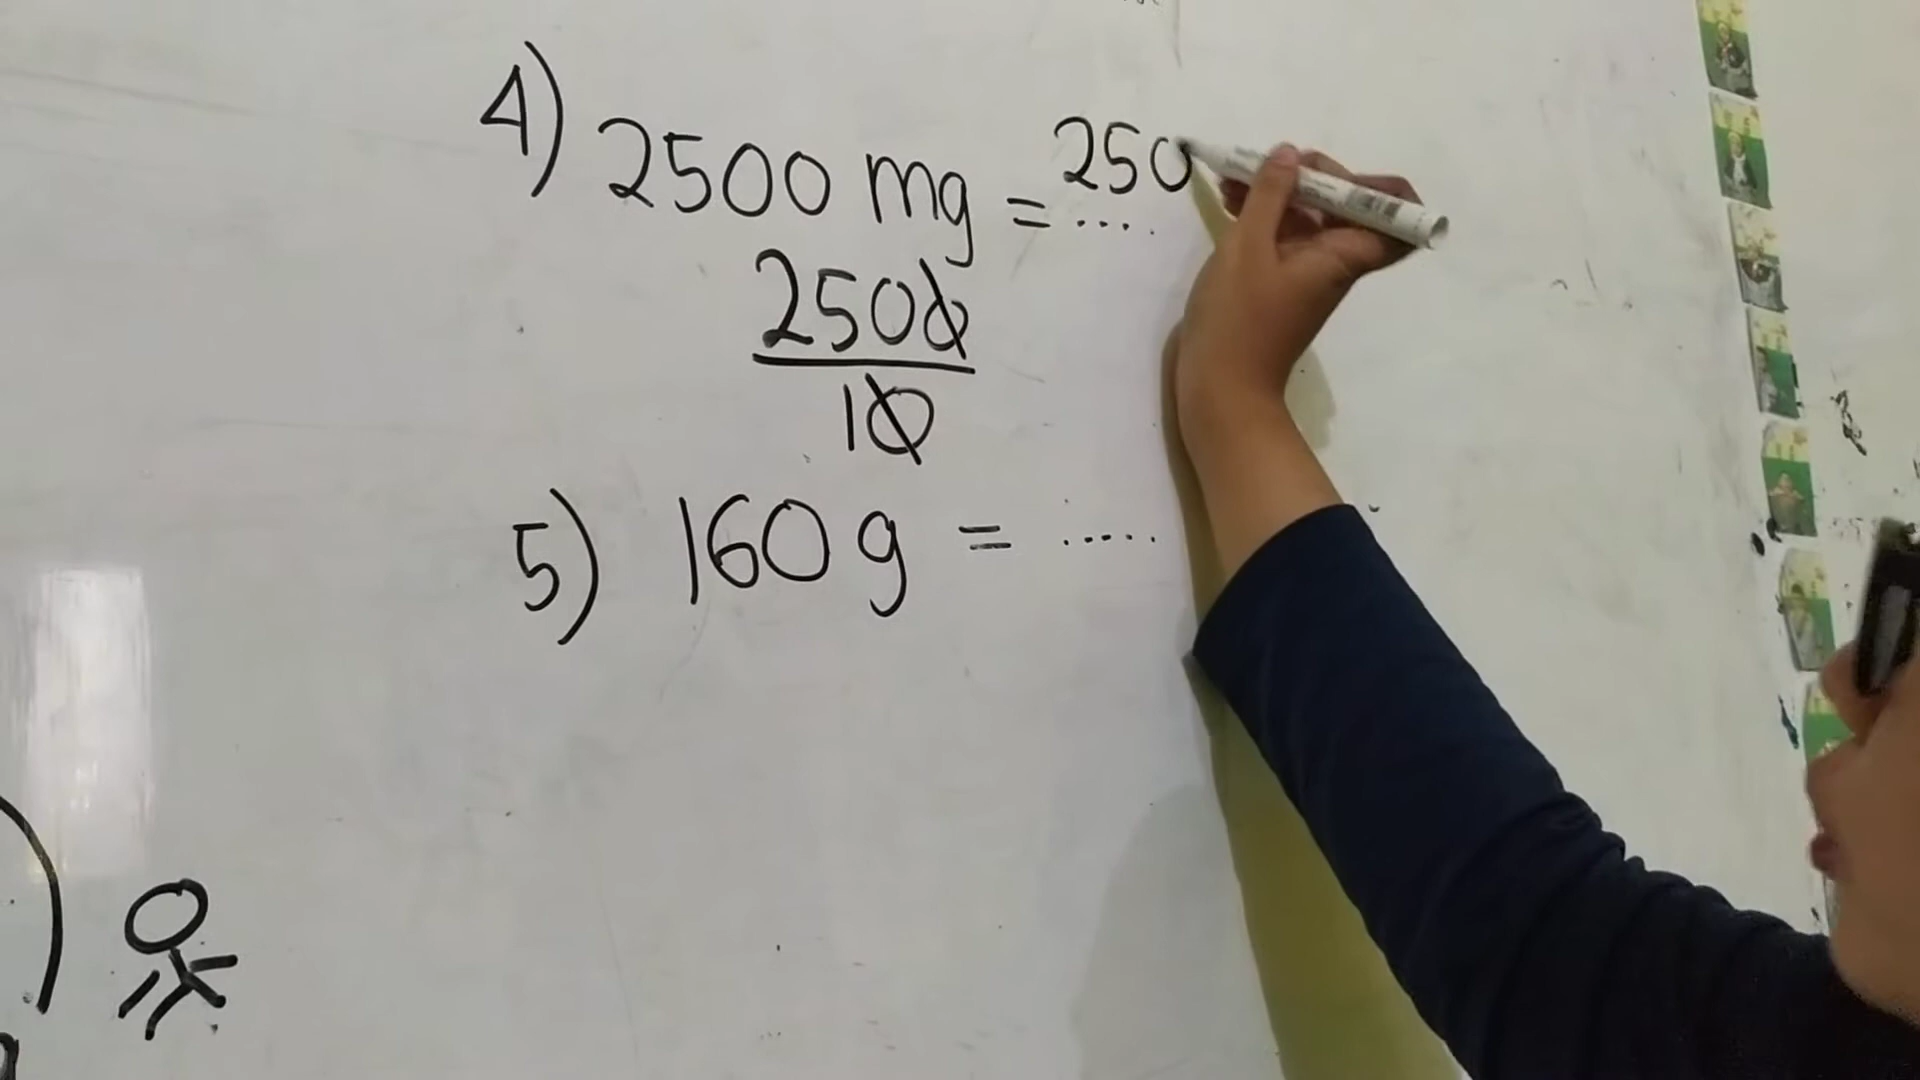 4) 2500 mg = 250
....
2500
10
5) 160 g = .....